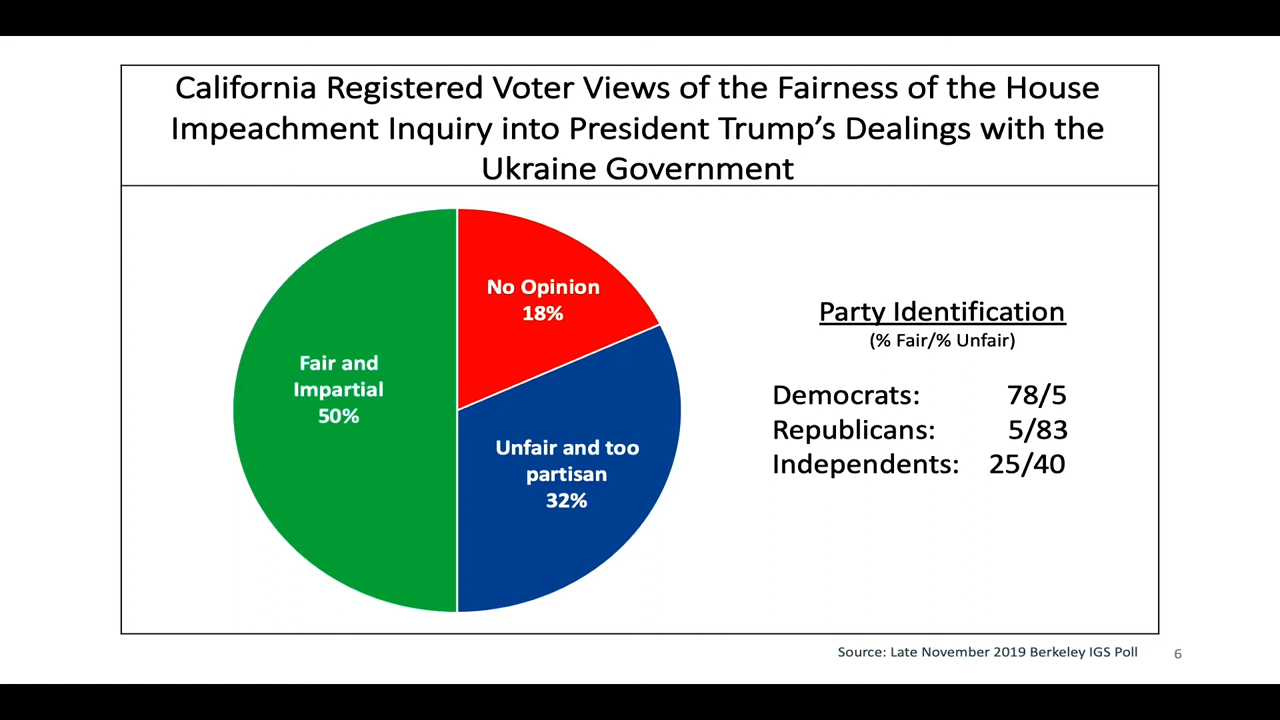 California Registered Voter Views of the Fairness of the House
Impeachment Inquiry into President Trump’s Dealings with the
Ukraine Government
No Opinion
18%
Fair and
Impartial
50%
Unfair and too
partisan
32%
Party Identification
(% Fair/% Unfair)
Democrats: 78/5
Republicans: 5/83
Independents: 25/40
Source: Late November 2019 Berkeley IGS Poll
6